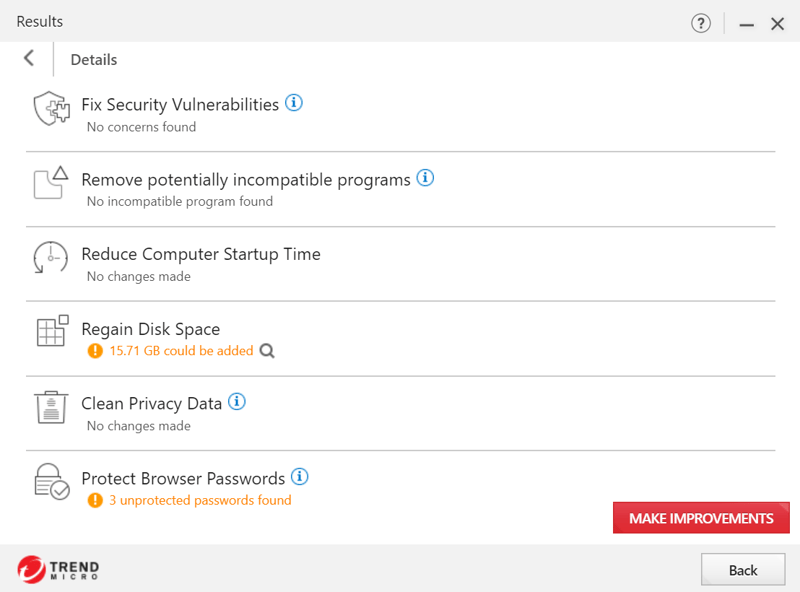 Results
Details
Fix Security Vulnerabilities
No concerns found
Remove potentially incompatible programs
No incompatible program found
Reduce Computer Startup Time
No changes made
Regain Disk Space
15.71 GB could be added
Clean Privacy Data
No changes made
Protect Browser Passwords
3 unprotected passwords found
MAKE IMPROVEMENTS
TREND
MICRO
Back